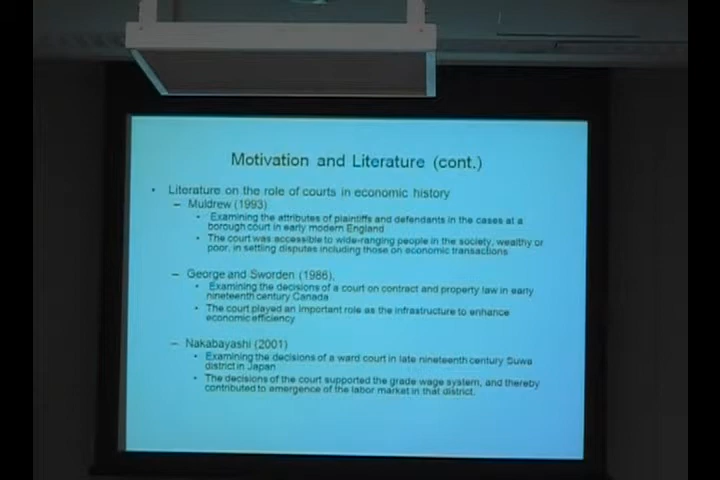 Motivation and Literature (cont.)
• Literature on the role of courts in economic history
– Muldrew (1993)
• Examining the attributes of plaintiffs and defendants in the cases at a
borough court in early modern England
• The court was accessible to wide-ranging people in the society, wealthy or
poor, in settling disputes including those on economic transactions
– George and Sworden (1986),
• Examining the decisions of a court on contract and property law in early
nineteenth century Canada
• The court played an important role as the infrastructure to enhance
economic efficiency
– Nakabayashi (2001)
• Examining the decisions of a ward court in late nineteenth century Suwa
district in Japan
• The decisions of the court supported the grade wage system, and thereby
contributed to emergence of the labor market in that district.